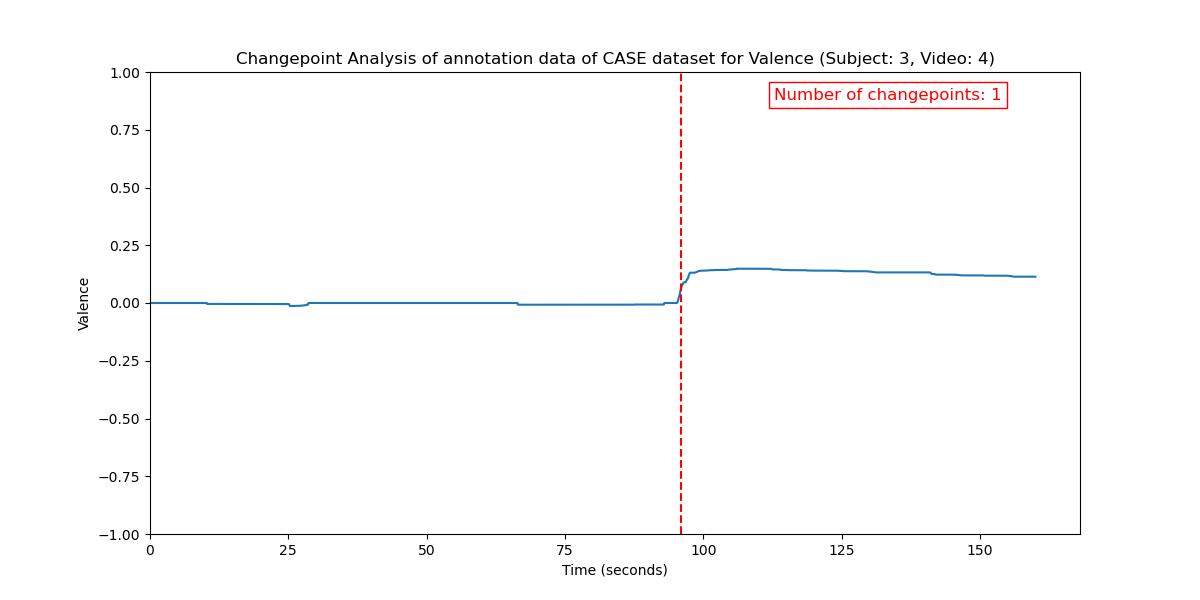 Changepoint Analysis of annotation data of CASE dataset for Valence (Subject: 3, Video: 4)
Number of changepoints: 1
1.00
0.75
0.50
0.25
0.00
−0.25
−0.50
−0.75
−1.00
Valence
0 25 50 75 100 125 150
Time (seconds)